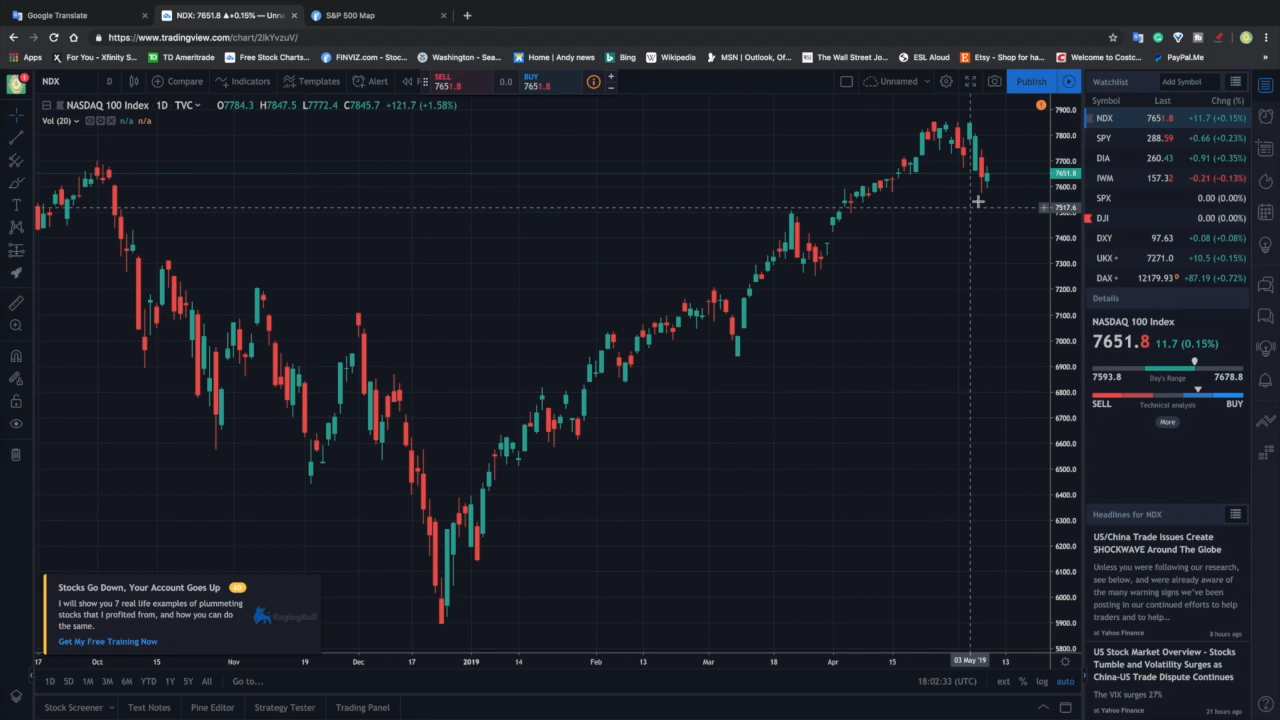 Google Translate
NDX: 7651.8 ▲+0.15% — Unna
S&P 500 Map
https://www.tradingview.com/chart/2lkYvzuV/
Apps
For You - Xfinity S...
TD Ameritrade
Free Stock Charts...
FINVIZ.com - Stoc...
Washington - Sea...
Home | Andy news
Bing
Wikipedia
MSN | Outlook, Of...
The Wall Street Jo...
ESL Aloud
Etsy - Shop for ha...
Welcome to Costc...
PayPal.Me
NDX
D
Compare
Indicators
Templates
Alert
SELL
7651.8
0.0
BUY
7651.8
Unnamed
Publish
Watchlist
Add Symbol
NASDAQ 100 Index 1D TVC O7784.3 H7847.5 L7772.4 C7845.7 +121.7 (+1.58%)
Vol (20)
n/a n/a
Symbol Last Chng (%)
NDX 7651.8 +11.7 (+0.15%)
SPY 288.59 +0.66 (+0.23%)
DIA 260.43 +0.91 (+0.35%)
IWM 157.32 −0.21 (−0.13%)
SPX 0.00 (0.00%)
DJI 0.00 (0.00%)
DXY 97.63 +0.08 (+0.08%)
UKX 7271.0 +10.5 (+0.15%)
DAX 12179.93 D +87.19 (+0.72%)
7900.0
7800.0
7700.0
7651.8
7600.0
7517.6
7400.0
7300.0
7200.0
7100.0
7000.0
6900.0
6800.0
6700.0
6600.0
6500.0
6400.0
6300.0
6200.0
6100.0
6000.0
5900.0
5800.0
Details
NASDAQ 100 Index
7651.8 11.7 (0.15%)
7593.8 Day's Range 7678.8
SELL Technical analysis BUY
More
Headlines for NDX
US/China Trade Issues Create
SHOCKWAVE Around The Globe
Unless you were following our research,
see below, and were already aware of
the many warning signs we've been
posting in our continued efforts to help
traders and to help...
at Yahoo Finance 8 hours ago
US Stock Market Overview - Stocks
Tumble and Volatility Surges as
China-US Trade Dispute Continues
The VIX surges 27%
at Yahoo Finance 21 hours ago
Stocks Go Down, Your Account Goes Up AD
I will show you 7 real life examples of plummeting
stocks that I profited from, and how you can do
the same.
RagingBull
Get My Free Training Now
17 Oct 15 Nov 19 Dec 17 2019 14 Feb 13 Mar 18 Apr 15 03 May '19 13
1D 5D 1M 3M 6M YTD 1Y 5Y All Go to...
18:02:33 (UTC) ext % log auto
Stock Screener Text Notes Pine Editor Strategy Tester Trading Panel